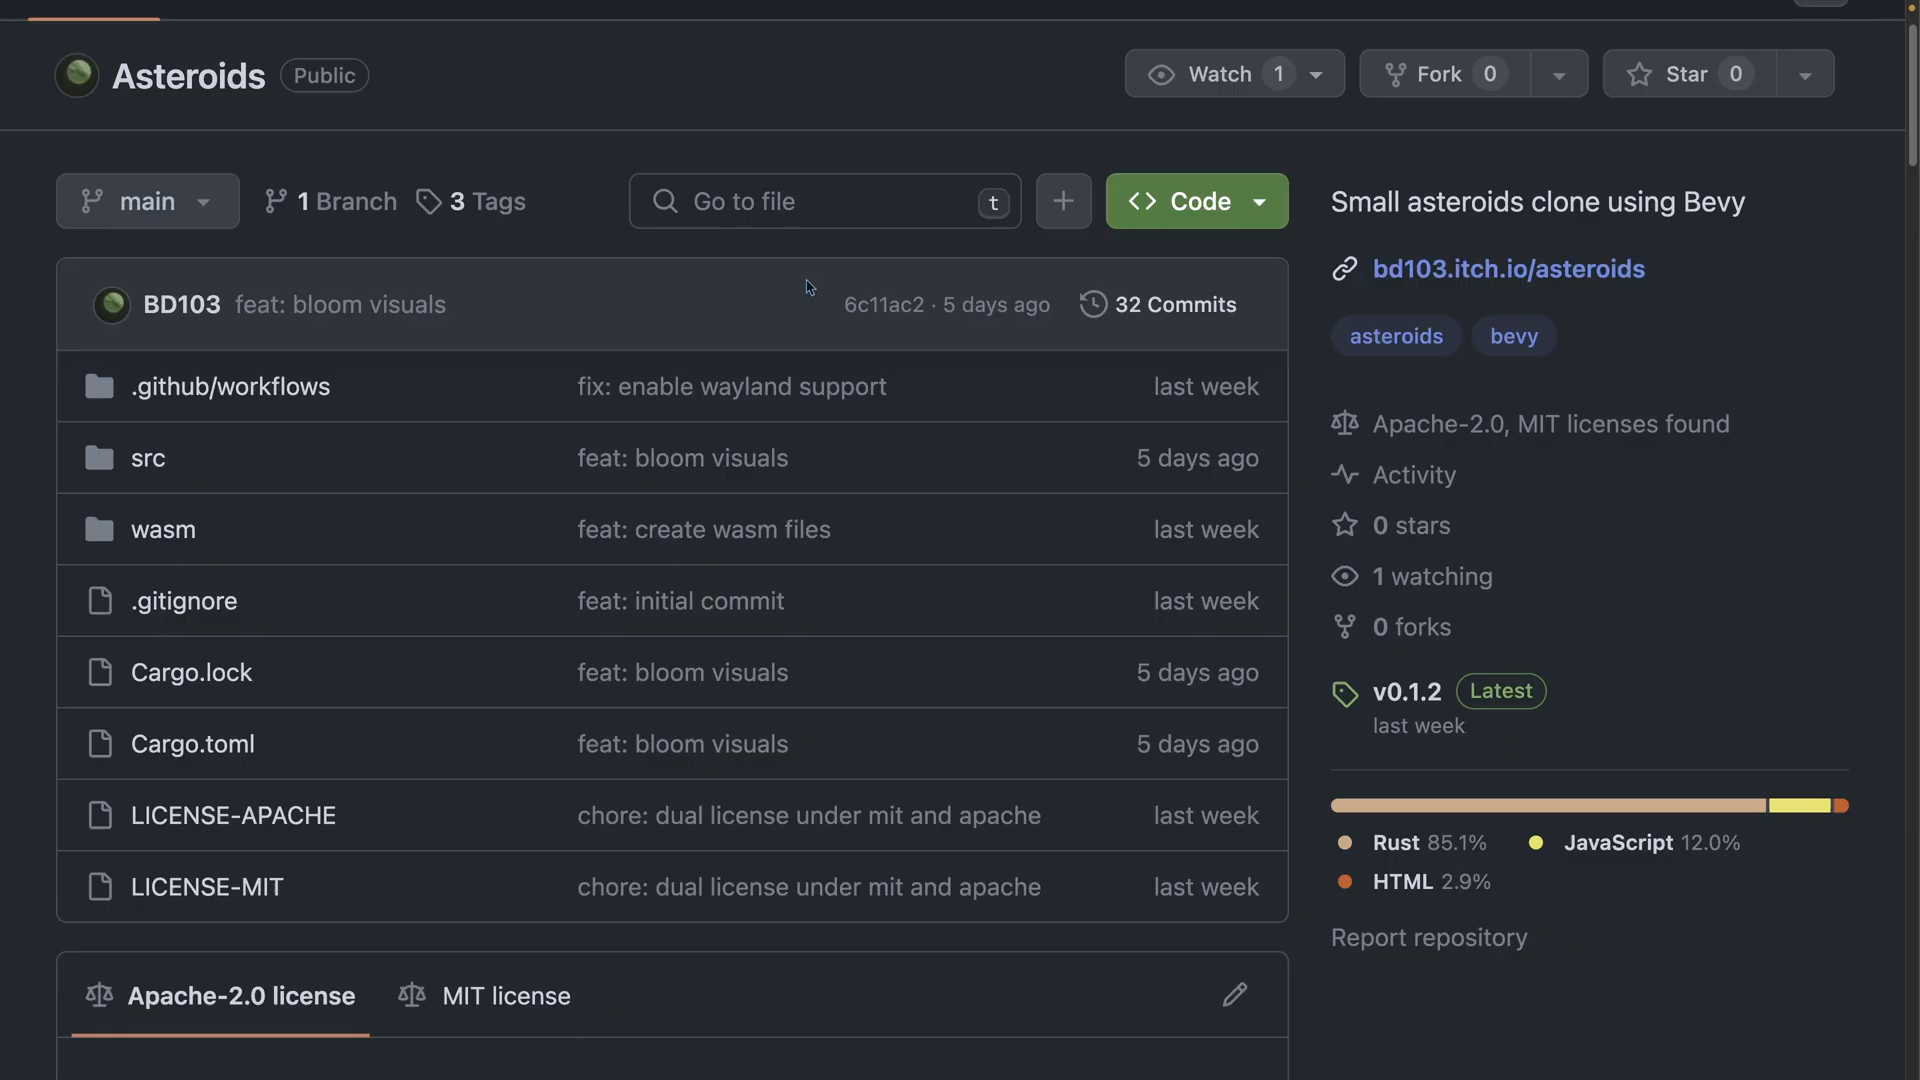 Asteroids Public Watch 1 Fork 0 Star 0
main 1 Branch 3 Tags Go to file t Code
BD103 feat: bloom visuals 6c11ac2 · 5 days ago 32 Commits
.github/workflows fix: enable wayland support last week
src feat: bloom visuals 5 days ago
wasm feat: create wasm files last week
.gitignore feat: initial commit last week
Cargo.lock feat: bloom visuals 5 days ago
Cargo.toml feat: bloom visuals 5 days ago
LICENSE-APACHE chore: dual license under mit and apache last week
LICENSE-MIT chore: dual license under mit and apache last week
Apache-2.0 license MIT license
Small asteroids clone using Bevy
bd103.itch.io/asteroids
asteroids bevy
Apache-2.0, MIT licenses found
Activity
0 stars
1 watching
0 forks
v0.1.2 Latest
last week
Rust 85.1% JavaScript 12.0%
HTML 2.9%
Report repository